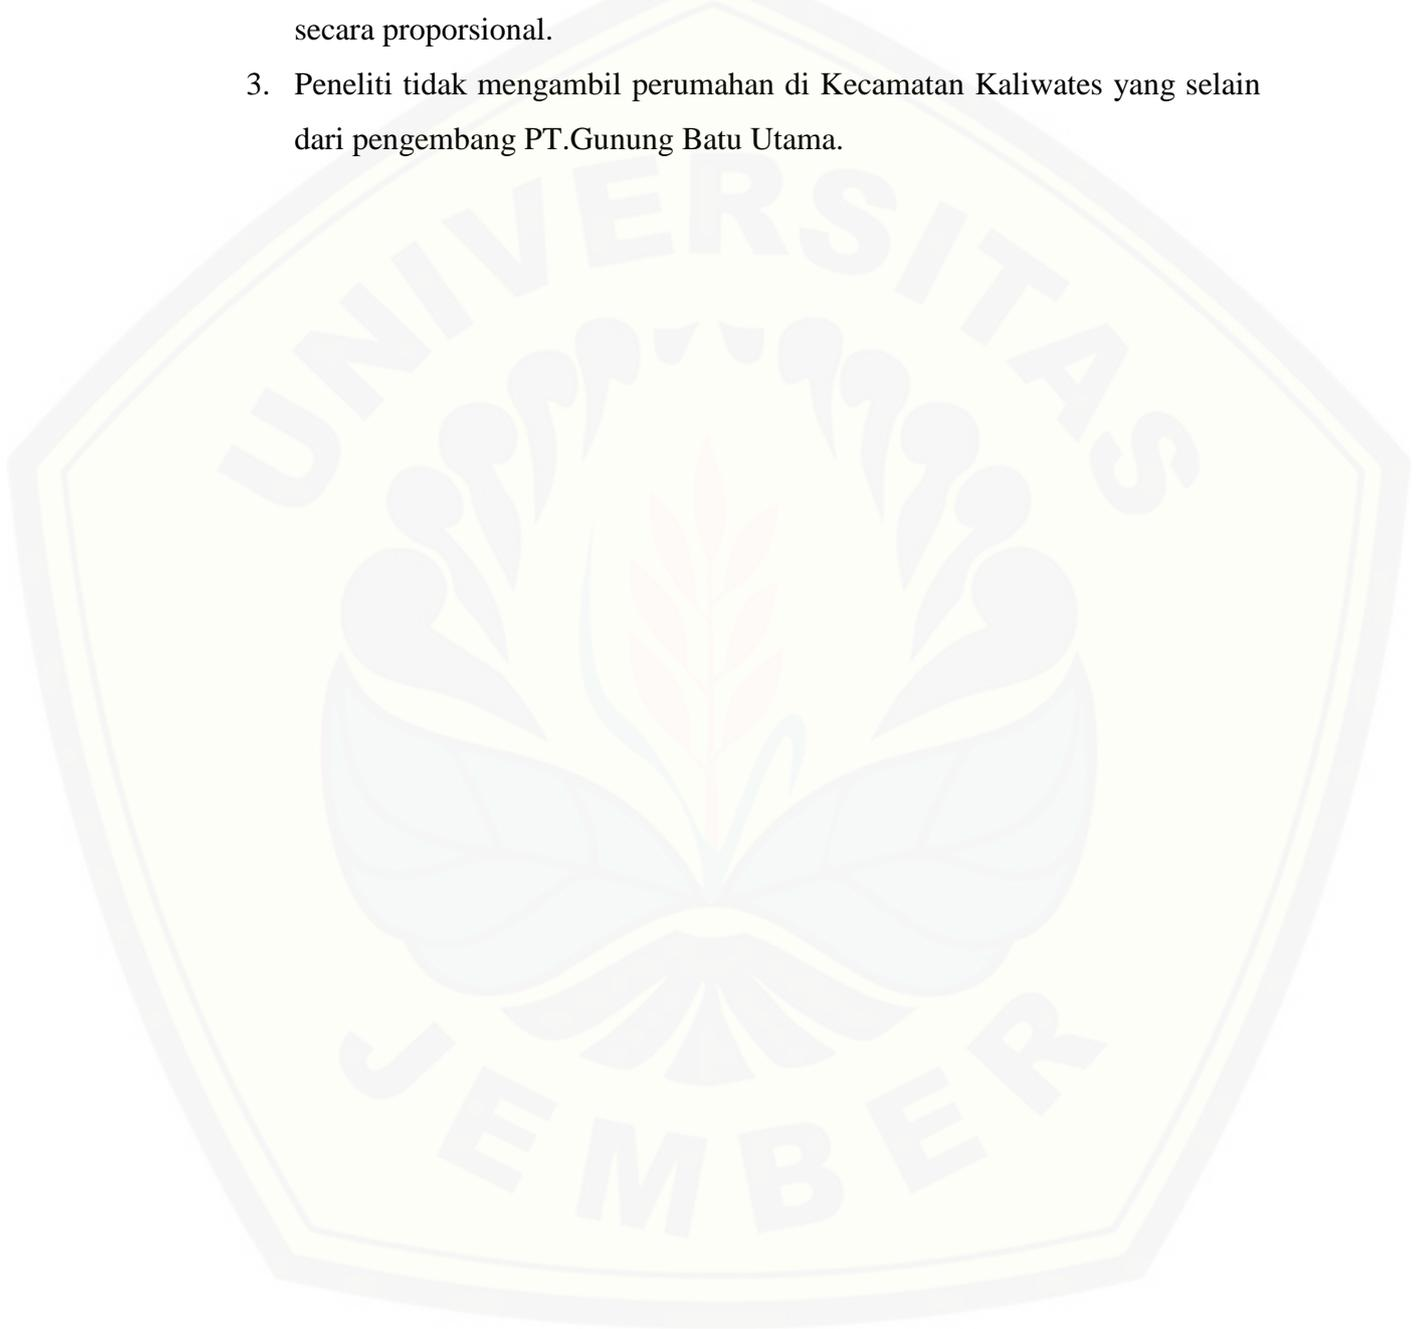 secara proporsional.
3. Peneliti tidak mengambil perumahan di Kecamatan Kaliwates yang selain
dari pengembang PT.Gunung Batu Utama.
UNIVERSITAS
JEMBER